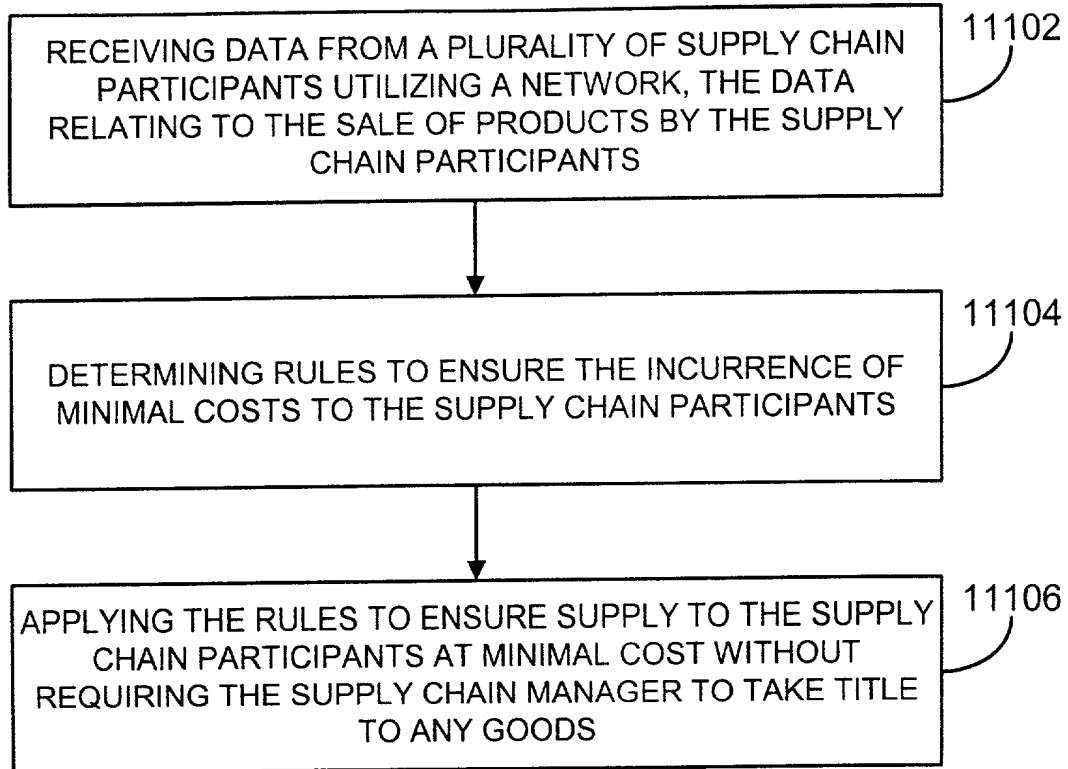 RECEIVING DATA FROM A PLURALITY OF SUPPLY CHAIN
PARTICIPANTS UTILIZING A NETWORK, THE DATA
RELATING TO THE SALE OF PRODUCTS BY THE SUPPLY
CHAIN PARTICIPANTS
11102
DETERMINING RULES TO ENSURE THE INCURRENCE OF
MINIMAL COSTS TO THE SUPPLY CHAIN PARTICIPANTS
11104
APPLYING THE RULES TO ENSURE SUPPLY TO THE SUPPLY
CHAIN PARTICIPANTS AT MINIMAL COST WITHOUT
REQUIRING THE SUPPLY CHAIN MANAGER TO TAKE TITLE
TO ANY GOODS
11106